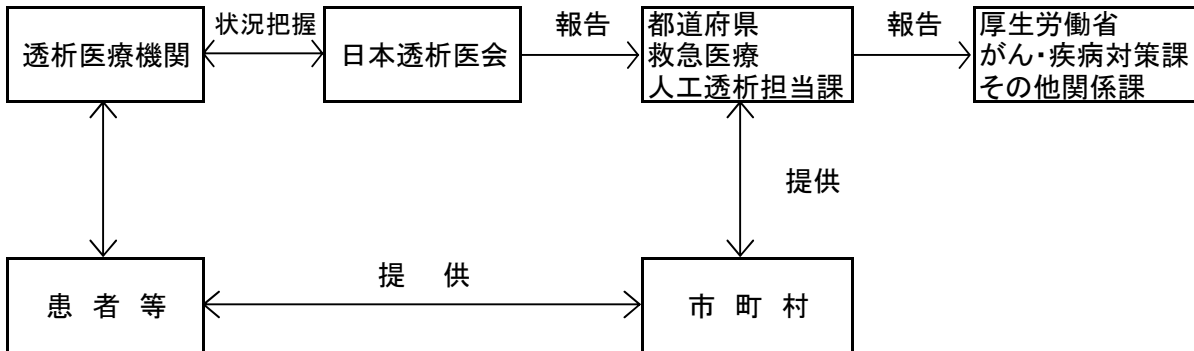 透析医療機関
状況把握
日本透析医会
報告
都道府県
救急医療
人工透析担当課
報告
厚生労働省
がん・疾病対策課
その他関係課
提供
患者等
提　供
市町村